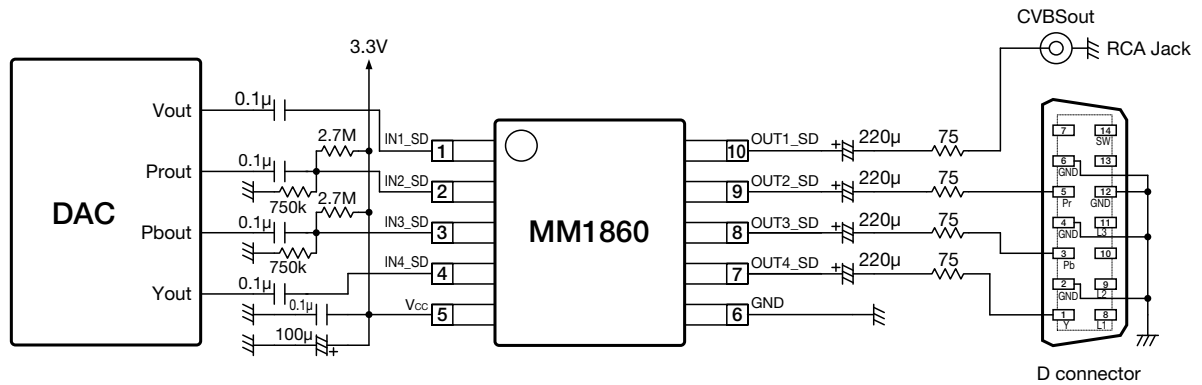 CVBSout
RCA Jack
3.3V
DAC
Vout
0.1µ
Prout
0.1µ
2.7M
750k
Pbout
0.1µ
2.7M
750k
Yout
0.1µ
0.1µ
100µ
+
IN1_SD
1
IN2_SD
2
IN3_SD
3
IN4_SD
4
Vcc
5
MM1860
10
OUT1_SD
+
220µ
75
9
OUT2_SD
+
220µ
75
8
OUT3_SD
+
220µ
75
7
OUT4_SD
+
220µ
75
6
GND
7
14
SW
6
GND
13
5
Pr
12
GND
4
GND
11
L3
3
Pb
10
2
GND
9
L2
1
Y
8
L1
D connector